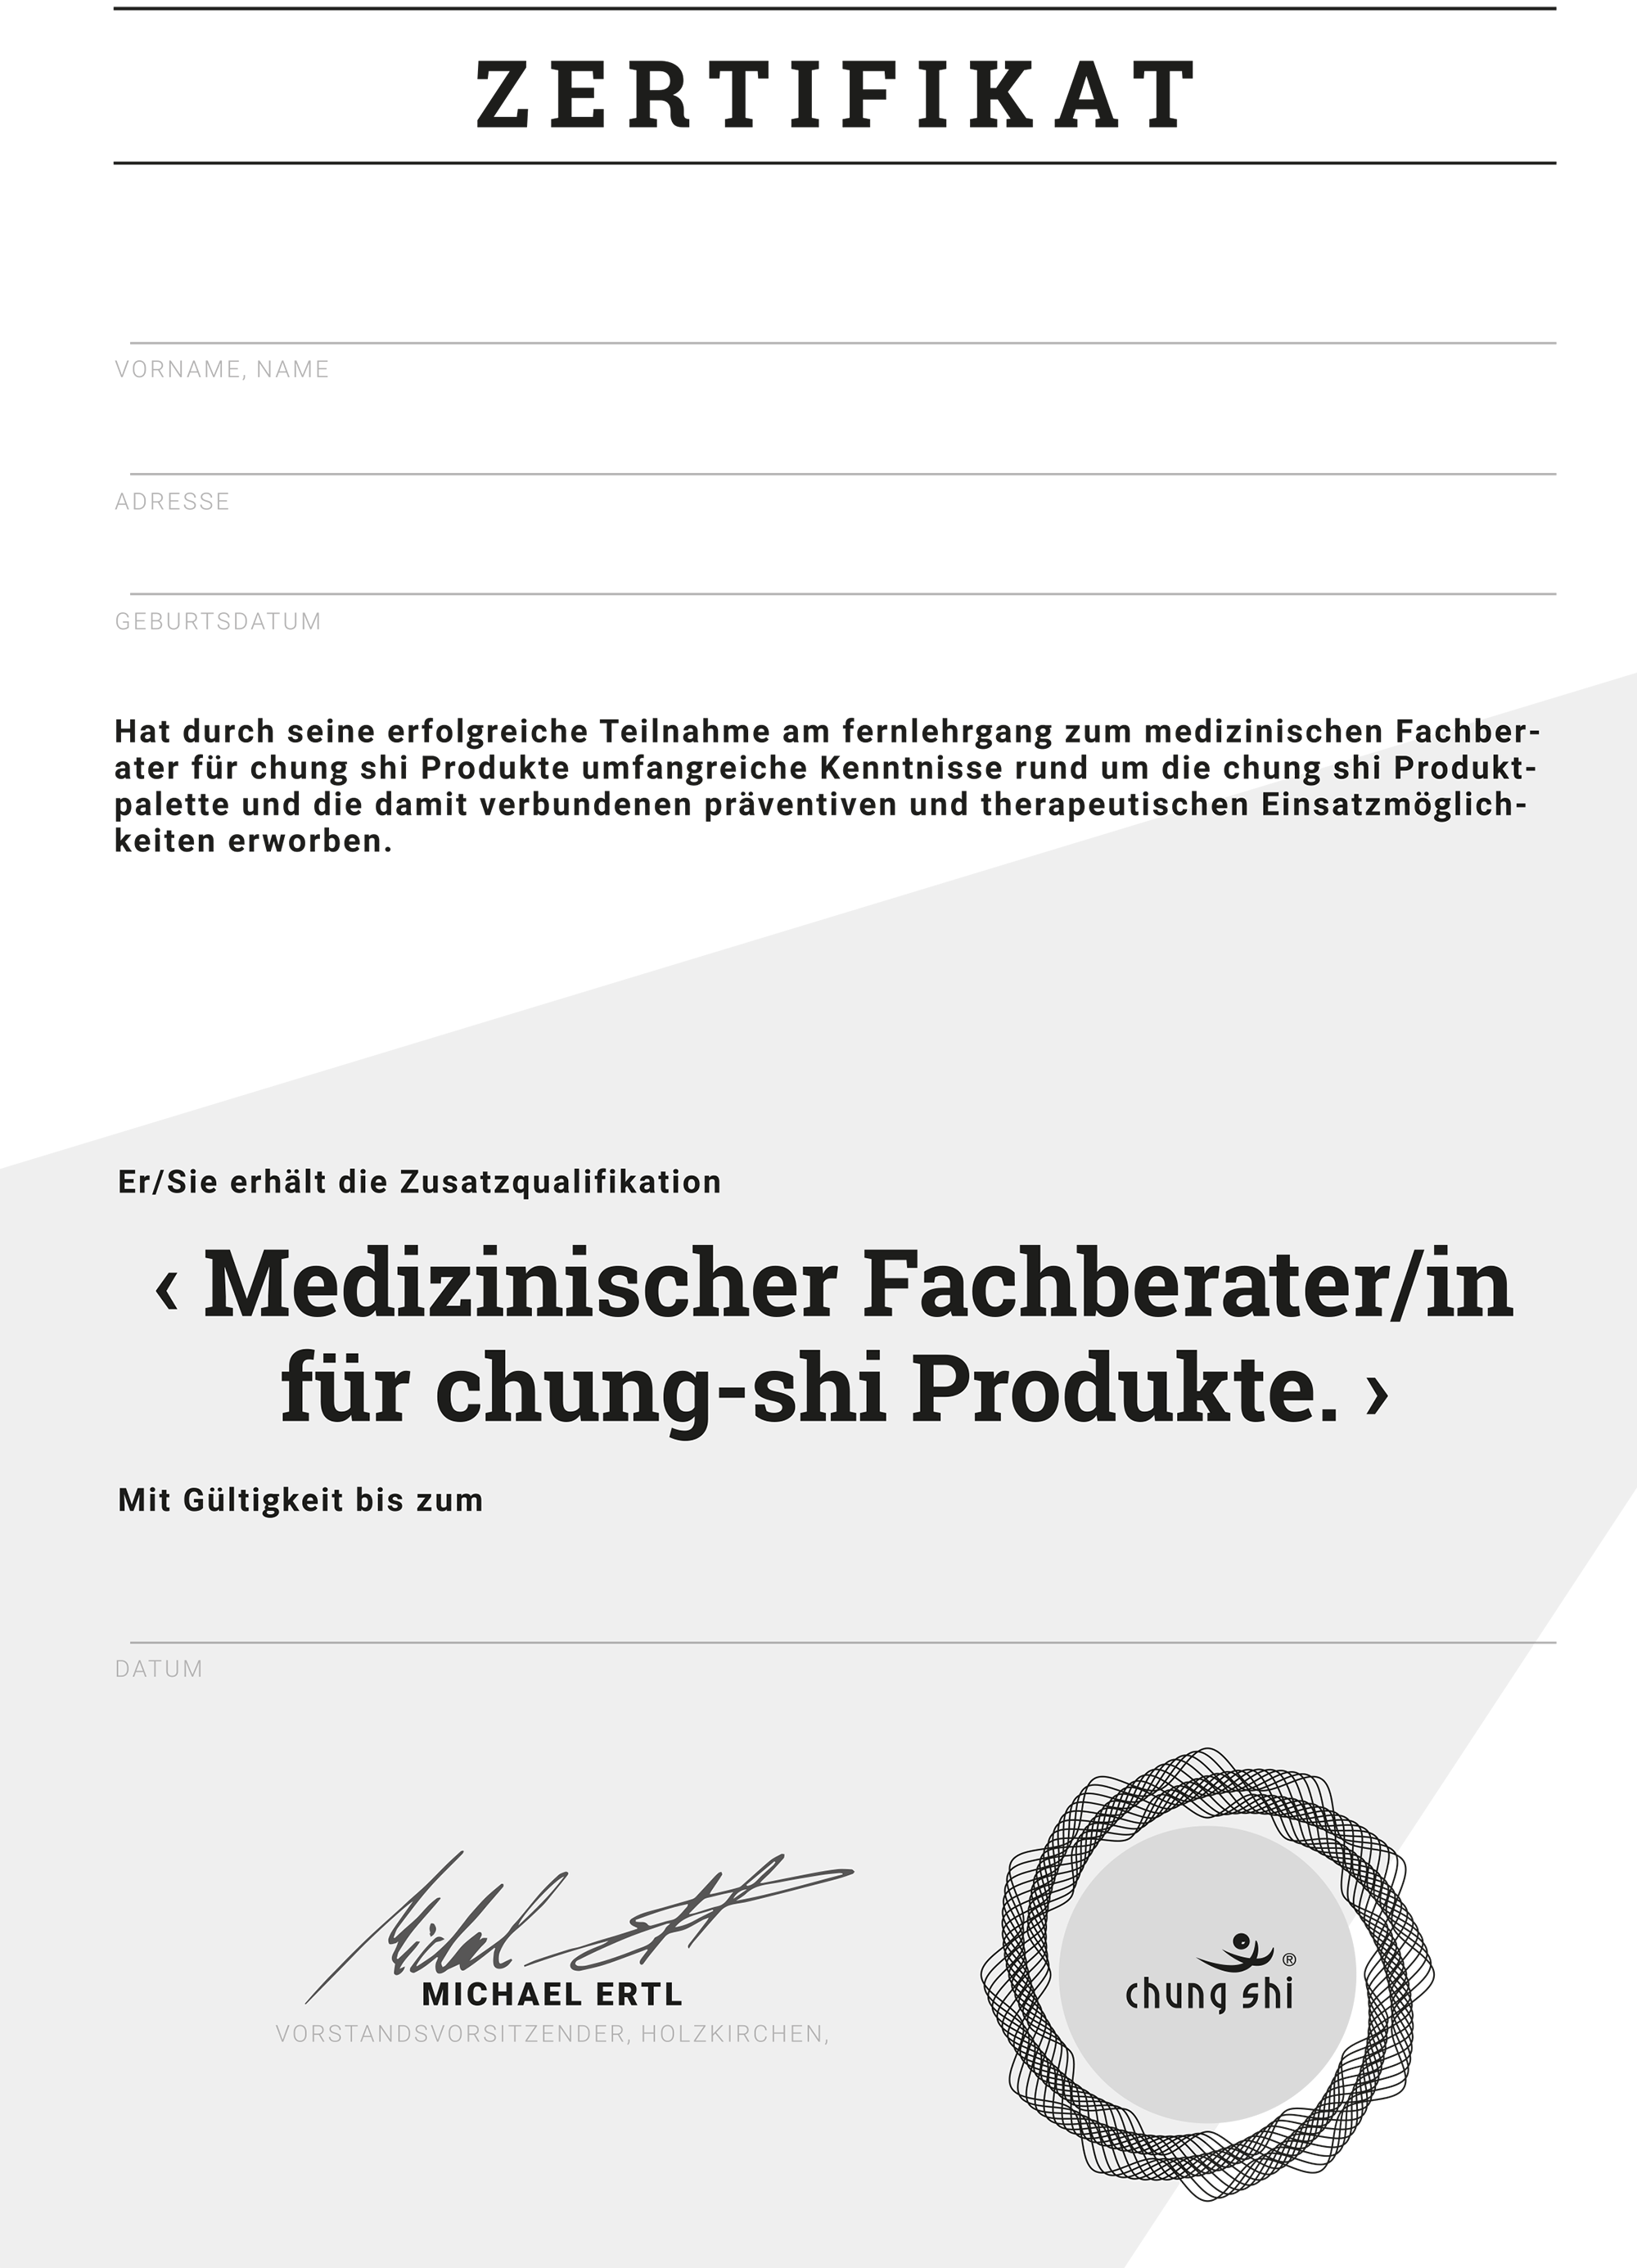 ZERTIFIKAT
VORNAME, NAME
ADRESSE
GEBURTSDATUM
Hat durch seine erfolgreiche Teilnahme am fernlehrgang zum medizinischen Fachber-
ater für chung shi Produkte umfangreiche Kenntnisse rund um die chung shi Produkt-
palette und die damit verbundenen präventiven und therapeutischen Einsatzmöglich-
keiten erworben.
Er/Sie erhält die Zusatzqualifikation
‹ Medizinischer Fachberater/in
für chung-shi Produkte. ›
Mit Gültigkeit bis zum
DATUM
Michael Ertl
MICHAEL ERTL
VORSTANDSVORSITZENDER, HOLZKIRCHEN,
chung shi ®